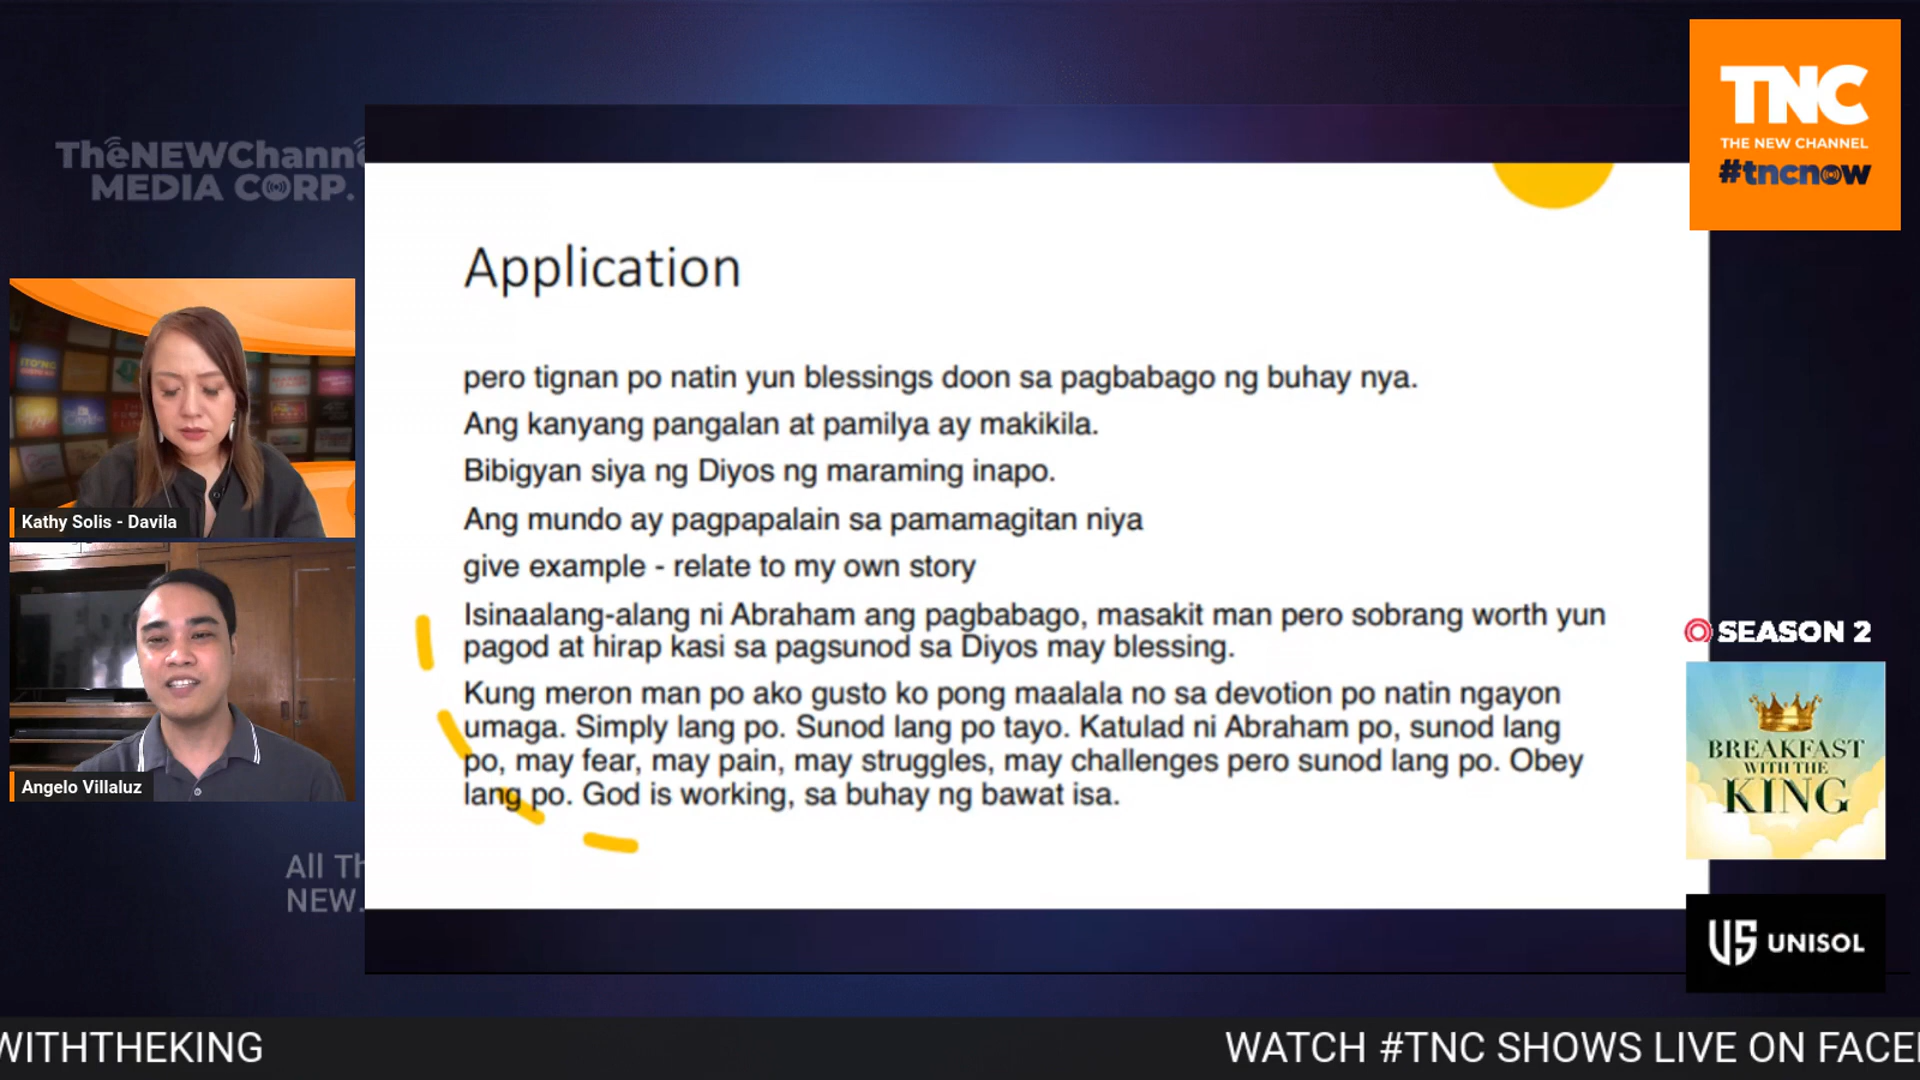 TheNEWChanne
MEDIA CORP.
TNC
THE NEW CHANNEL
#tncnow
Application
pero tignan po natin yun blessings doon sa pagbabago ng buhay nya.
Ang kanyang pangalan at pamilya ay makikila.
Bibigyan siya ng Diyos ng maraming inapo.
Ang mundo ay pagpapalain sa pamamagitan niya
give example - relate to my own story
Isinaalang-alang ni Abraham ang pagbabago, masakit man pero sobrang worth yun
pagod at hirap kasi sa pagsunod sa Diyos may blessing.
Kung meron man po ako gusto ko pong maalala no sa devotion po natin ngayon
umaga. Simply lang po. Sunod lang po tayo. Katulad ni Abraham po, sunod lang
po, may fear, may pain, may struggles, may challenges pero sunod lang po. Obey
lang po. God is working, sa buhay ng bawat isa.
Kathy Solis - Davila
Angelo Villaluz
All Th
NEW.
SEASON 2
BREAKFAST
WITH THE
KING
US UNISOL
WITHTHEKING
WATCH #TNC SHOWS LIVE ON FACE